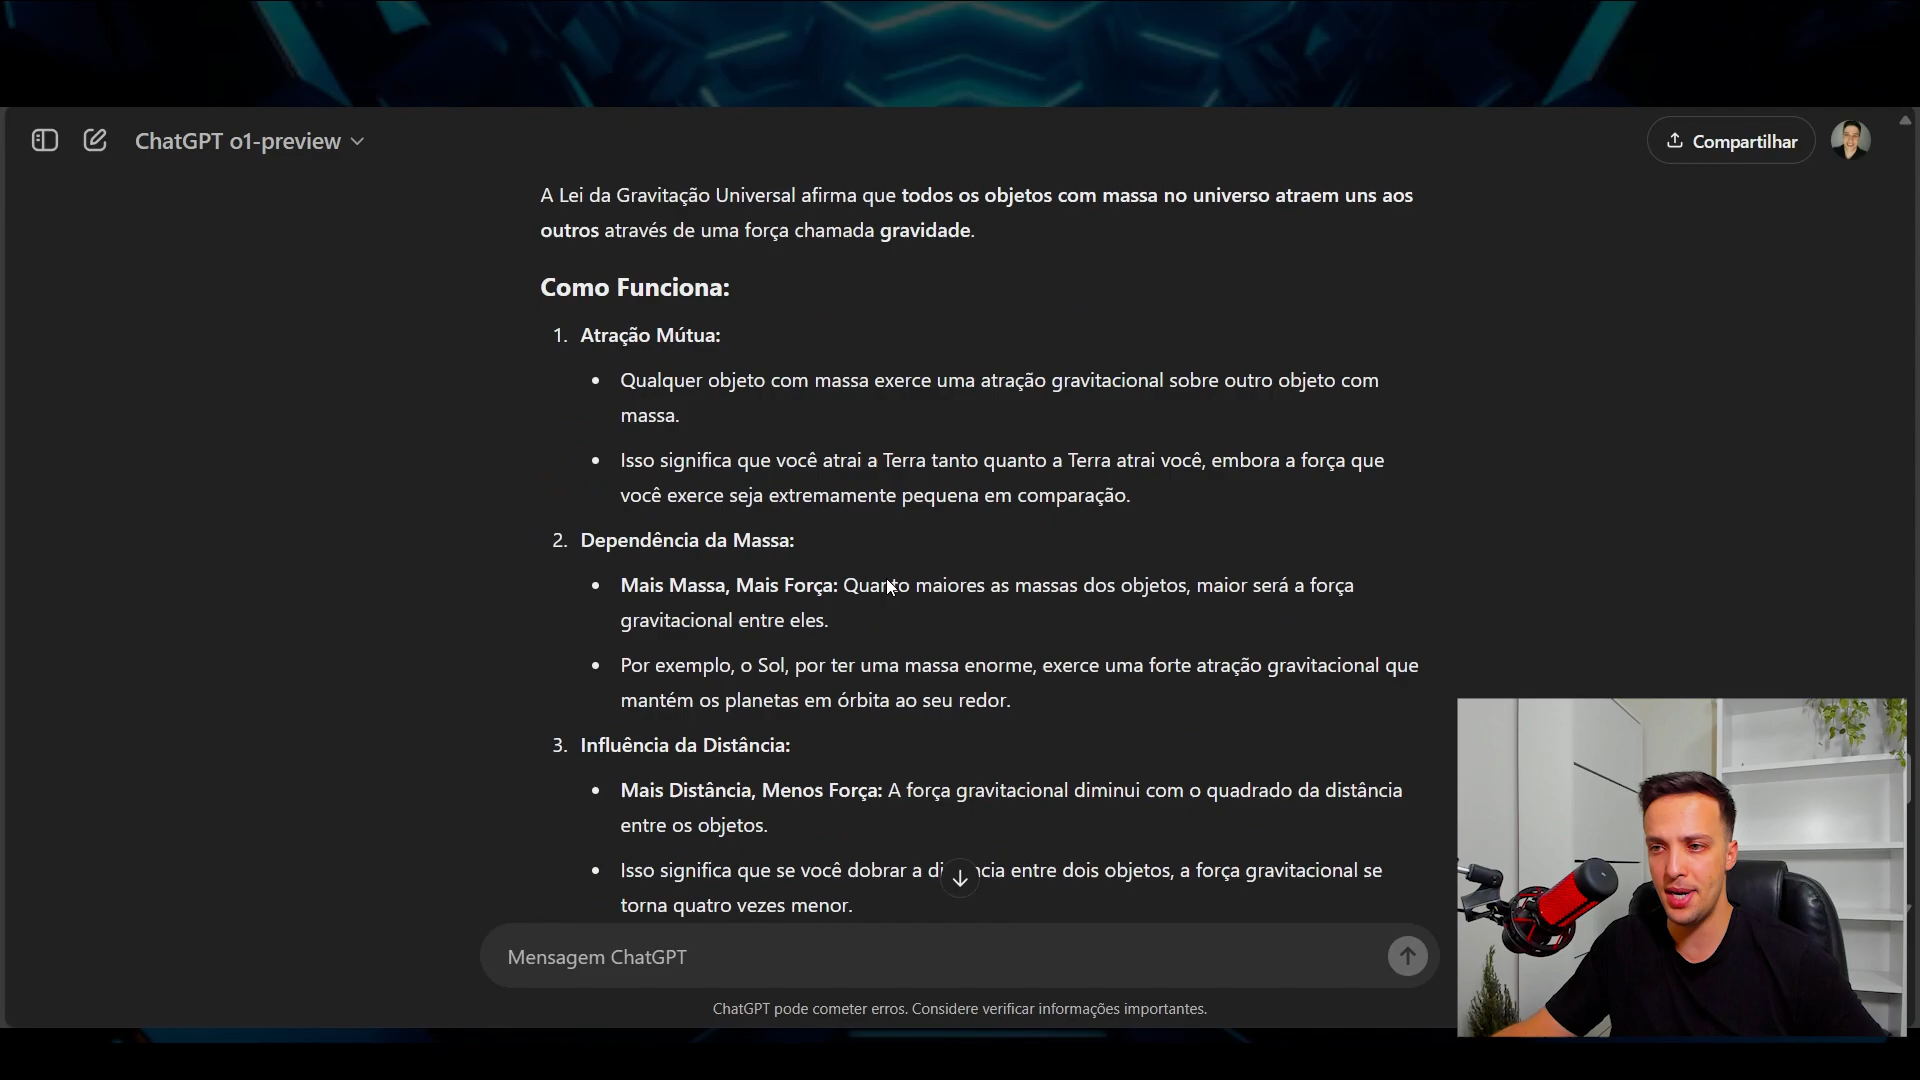 ChatGPT o1-preview
Compartilhar
A Lei da Gravitação Universal afirma que todos os objetos com massa no universo atraem uns aos
outros através de uma força chamada gravidade.
Como Funciona:
1. Atração Mútua:
• Qualquer objeto com massa exerce uma atração gravitacional sobre outro objeto com
massa.
• Isso significa que você atrai a Terra tanto quanto a Terra atrai você, embora a força que
você exerce seja extremamente pequena em comparação.
2. Dependência da Massa:
• Mais Massa, Mais Força: Quanto maiores as massas dos objetos, maior será a força
gravitacional entre eles.
• Por exemplo, o Sol, por ter uma massa enorme, exerce uma forte atração gravitacional que
mantém os planetas em órbita ao seu redor.
3. Influência da Distância:
• Mais Distância, Menos Força: A força gravitacional diminui com o quadrado da distância
entre os objetos.
• Isso significa que se você dobrar a distância entre dois objetos, a força gravitacional se
torna quatro vezes menor.
Mensagem ChatGPT
ChatGPT pode cometer erros. Considere verificar informações importantes.